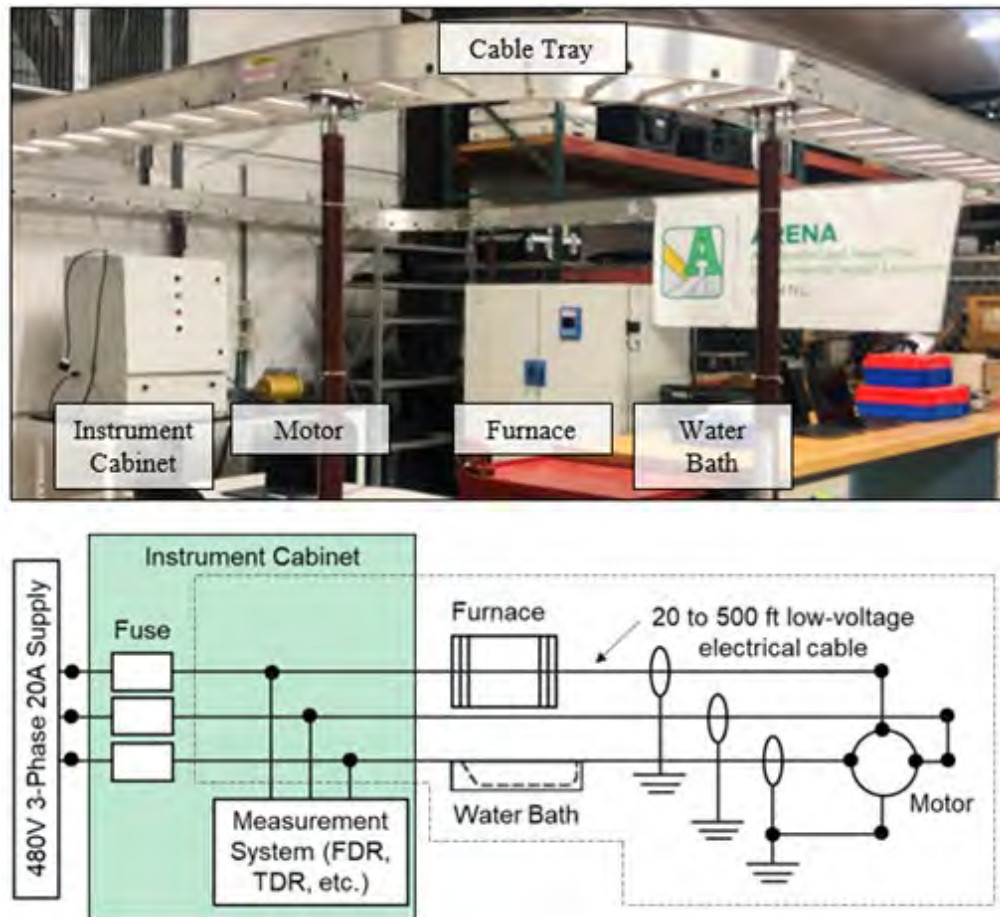 Cable Tray
ARENA
Instrument
Cabinet
Motor
Furnace
Water
Bath
480V 3-Phase 20A Supply
Instrument Cabinet
Fuse
Furnace
20 to 500 ft low-voltage
electrical cable
Measurement
System (FDR,
TDR, etc.)
Water Bath
Motor